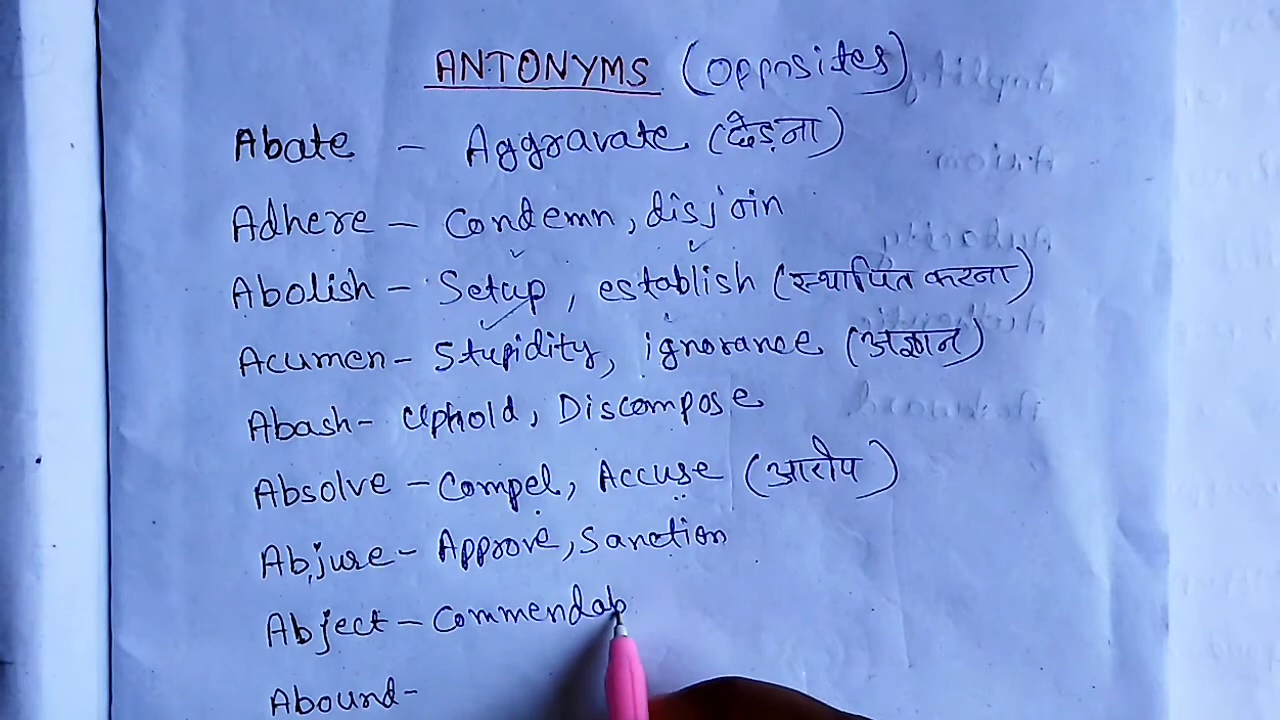 ANTONYMS (Opposites)
Abate - Aggravate (छेड़ना)
Adhere - Condemn, disjoin
Abolish - Setup, establish (स्थापित करना)
Acumen - Stupidity, ignorance (अज्ञान)
Abash - Uphold, Discompose
Absolve - Compel, Accuse (आरोप)
Abjure - Approve, Sanction
Abject - Commendab
Abound -